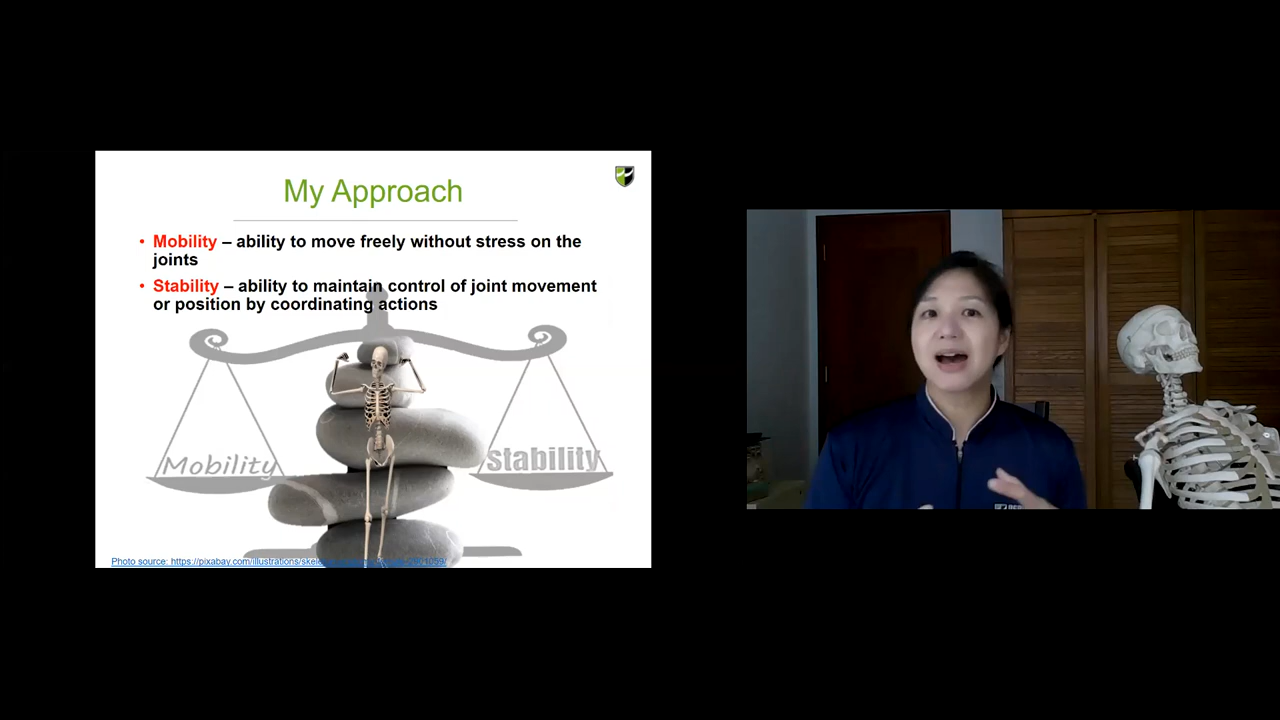 My Approach
• Mobility – ability to move freely without stress on the
joints
• Stability – ability to maintain control of joint movement
or position by coordinating actions
Mobility
stability
Photo source: https://pixabay.com/illustrations/skele